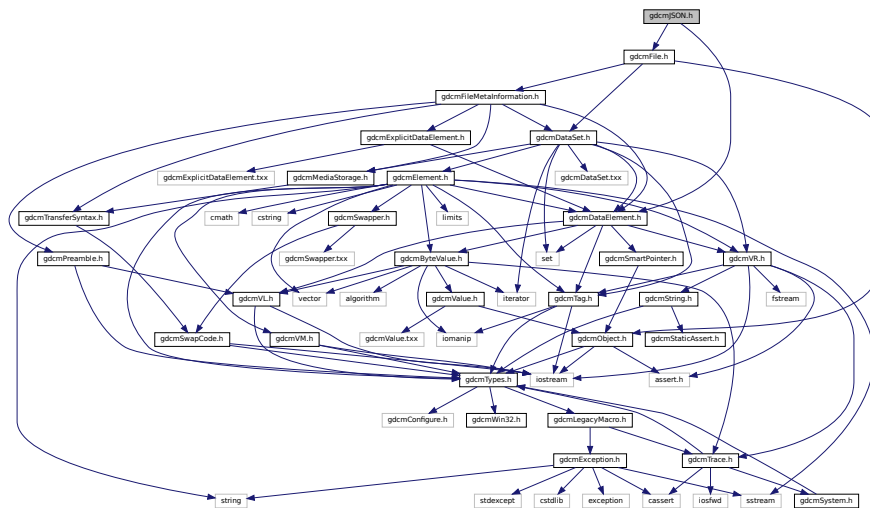 gdcmJSON.h
gdcmFile.h
gdcmFileMetaInformation.h
gdcmExplicitDataElement.h
gdcmDataSet.h
gdcmExplicitDataElement.txx
gdcmMediaStorage.h
gdcmElement.h
gdcmDataSet.txx
gdcmTransferSyntax.h
cmath
cstring
gdcmSwapper.h
limits
gdcmDataElement.h
gdcmPreamble.h
gdcmSwapper.txx
gdcmByteValue.h
set
gdcmSmartPointer.h
gdcmVR.h
gdcmVL.h
vector
algorithm
gdcmValue.h
iterator
gdcmTag.h
gdcmString.h
fstream
gdcmSwapCode.h
gdcmVM.h
gdcmValue.txx
iomanip
gdcmObject.h
gdcmStaticAssert.h
gdcmTypes.h
iostream
assert.h
gdcmConfigure.h
gdcmWin32.h
gdcmLegacyMacro.h
gdcmException.h
gdcmTrace.h
string
stdexcept
cstdlib
exception
cassert
iosfwd
sstream
gdcmSystem.h